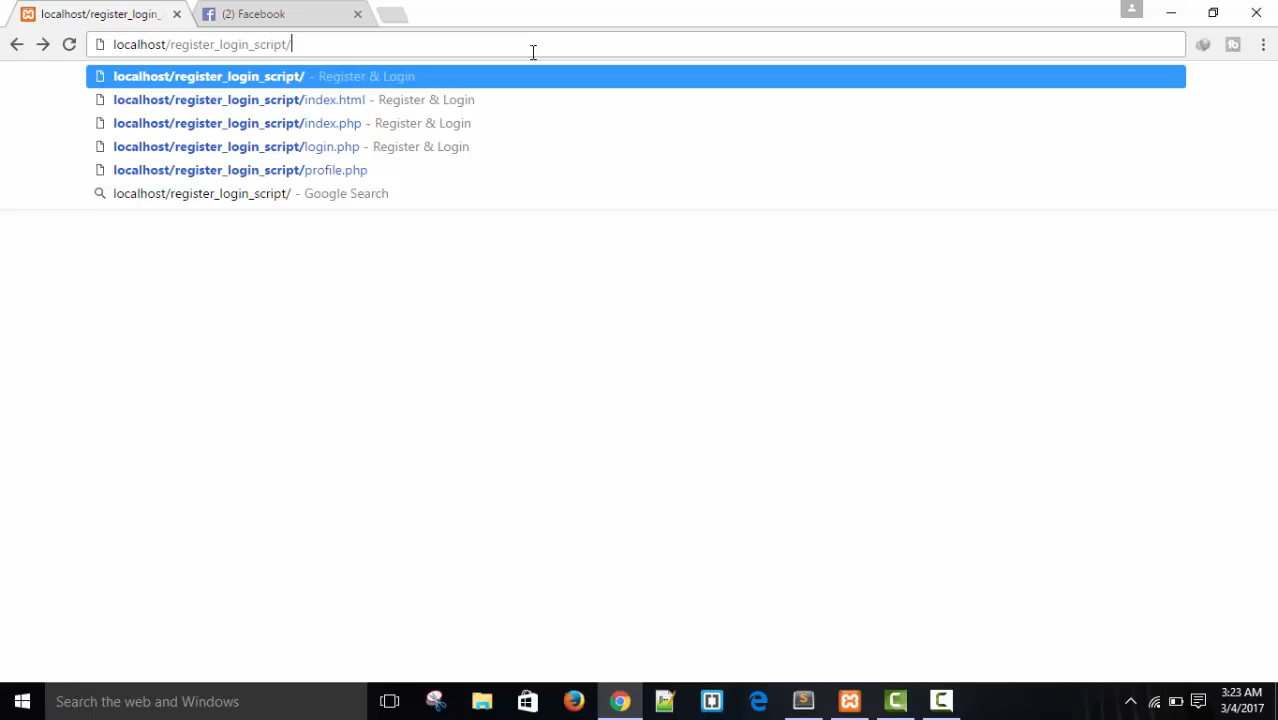 localhost/register_login_
(2) Facebook
localhost/register_login_script/
localhost/register_login_script/ - Register & Login
localhost/register_login_script/index.html - Register & Login
localhost/register_login_script/index.php - Register & Login
localhost/register_login_script/login.php - Register & Login
localhost/register_login_script/profile.php
localhost/register_login_script/ - Google Search
Search the web and Windows
3:23 AM
3/4/2017